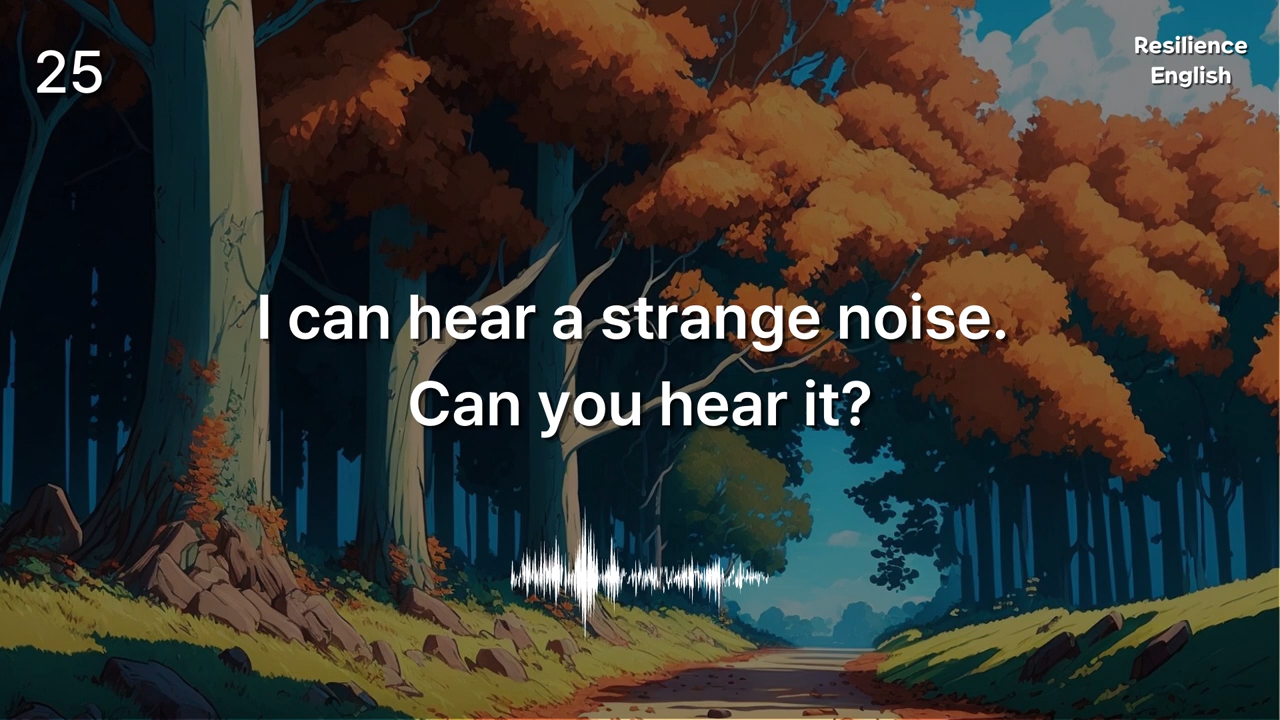 25
Resilience
English
I can hear a strange noise.
Can you hear it?